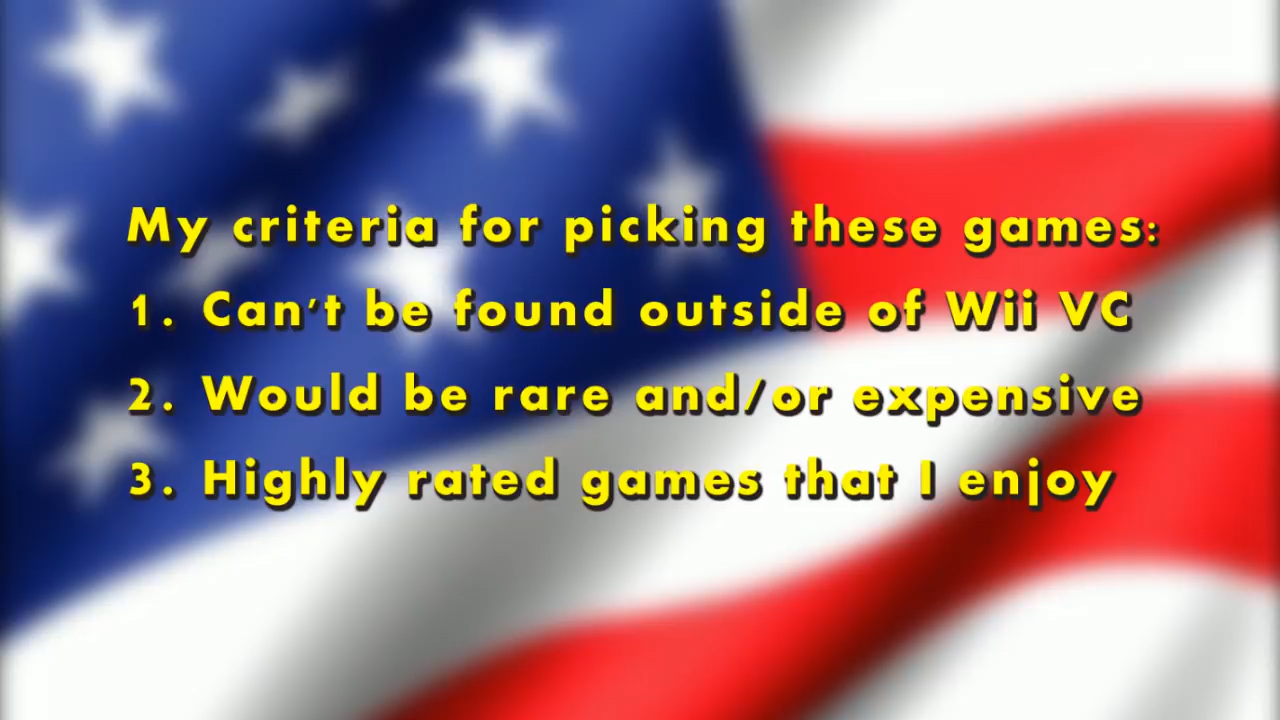 My criteria for picking these games:
1. Can't be found outside of Wii VC
2. Would be rare and/or expensive
3. Highly rated games that I enjoy